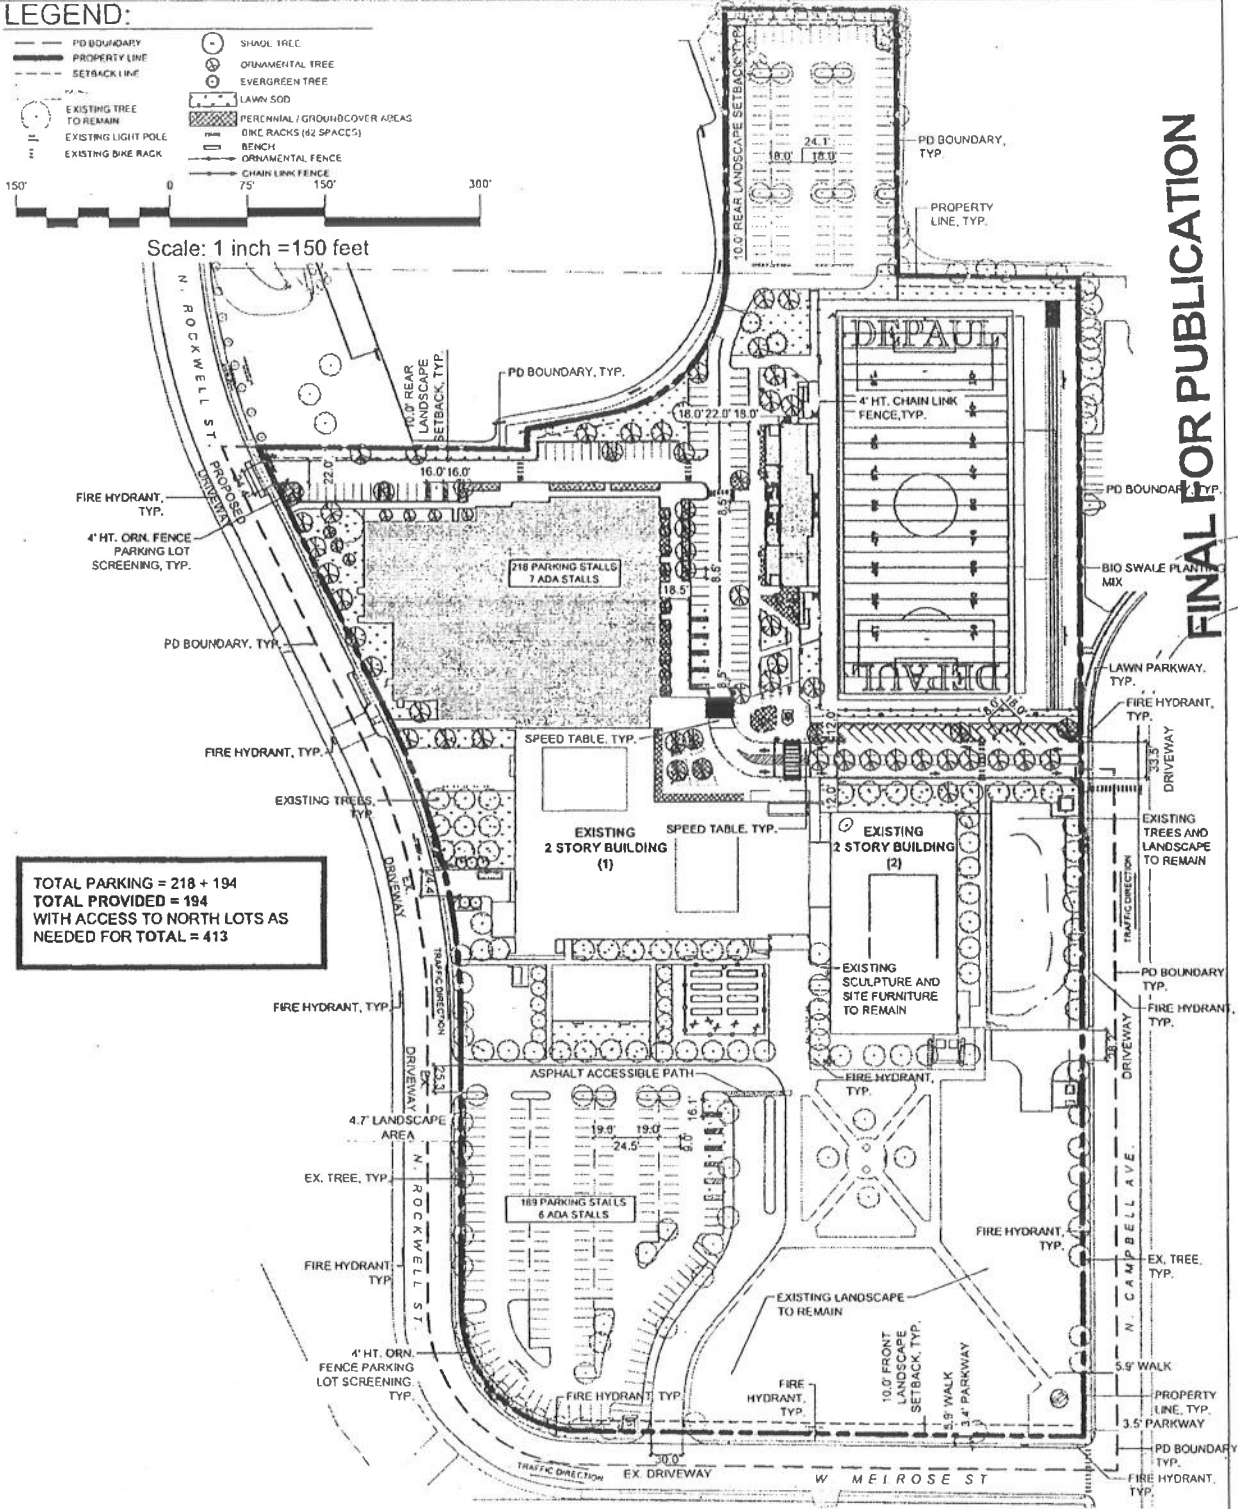 LEGEND:
PD BOUNDARY
PROPERTY LINE
SETBACK LINE
EXISTING TREE
TO REMAIN
EXISTING LIGHT POLE
EXISTING BIKE RACK
SHADE TREE
ORNAMENTAL TREE
EVERGREEN TREE
LAWN SOD
PERENNIAL / GROUNDCOVER AREAS
BIKE RACKS (62 SPACES)
BENCH
ORNAMENTAL FENCE
CHAIN LINK FENCE
150'
0
75'
150'
300'
Scale: 1 inch =150 feet
FINAL FOR PUBLICATION
10.0' REAR LANDSCAPE SETBACK, TYP.
24.1'
18.0'
18.0'
PD BOUNDARY,
TYP.
PROPERTY
LINE, TYP.
N. ROCKWELL ST.
10.0' REAR
LANDSCAPE
SETBACK, TYP.
PD BOUNDARY, TYP.
DEPAUL
4' HT. CHAIN LINK
FENCE, TYP.
18.0' 22.0' 18.0'
22.0'
16.0' 16.0'
PROPOSED
DRIVEWAY
FIRE HYDRANT,
TYP.
4' HT. ORN. FENCE
PARKING LOT
SCREENING, TYP.
8.5'
218 PARKING STALLS
7 ADA STALLS
8.5'
18.5'
8.5'
PD BOUNDARY, TYP.
BIO SWALE PLANTING
MIX
PD BOUNDARY, TYP.
DEPAUL
LAWN PARKWAY,
TYP.
FIRE HYDRANT,
TYP.
18.0'
18.0'
12.0'
33.5'
DRIVEWAY
SPEED TABLE, TYP.
FIRE HYDRANT, TYP.
EXISTING TREES,
TYP.
12.0'
EXISTING
2 STORY BUILDING
(1)
SPEED TABLE, TYP.
EXISTING
2 STORY BUILDING
(2)
EXISTING
TREES AND
LANDSCAPE
TO REMAIN
TOTAL PARKING = 218 + 194
TOTAL PROVIDED = 194
WITH ACCESS TO NORTH LOTS AS
NEEDED FOR TOTAL = 413
EX.
DRIVEWAY
24.4'
TRAFFIC DIRECTION
TRAFFIC DIRECTION
EXISTING
SCULPTURE AND
SITE FURNITURE
TO REMAIN
PD BOUNDARY
TYP.
FIRE HYDRANT,
TYP.
FIRE HYDRANT, TYP.
DRIVEWAY
EX.
25.3'
ASPHALT ACCESSIBLE PATH
FIRE HYDRANT,
TYP.
DRIVEWAY
4.7' LANDSCAPE
AREA
19.0'
19.0'
24.5'
16.1'
9.0'
EX. TREE, TYP.
189 PARKING STALLS
6 ADA STALLS
N. ROCKWELL ST.
FIRE HYDRANT
TYP.
FIRE HYDRANT,
TYP.
EX. TREE,
TYP.
N. CAMPBELL AVE.
EXISTING LANDSCAPE
TO REMAIN
4' HT. ORN.
FENCE PARKING
LOT SCREENING,
TYP.
FIRE HYDRANT, TYP.
FIRE
HYDRANT,
TYP.
10.0' FRONT
LANDSCAPE
SETBACK, TYP.
5.9' WALK
3.4' PARKWAY
5.9' WALK
PROPERTY
LINE, TYP.
3.5' PARKWAY
PD BOUNDARY
TYP.
FIRE HYDRANT,
TYP.
30.0'
TRAFFIC DIRECTION
EX. DRIVEWAY
W MELROSE ST